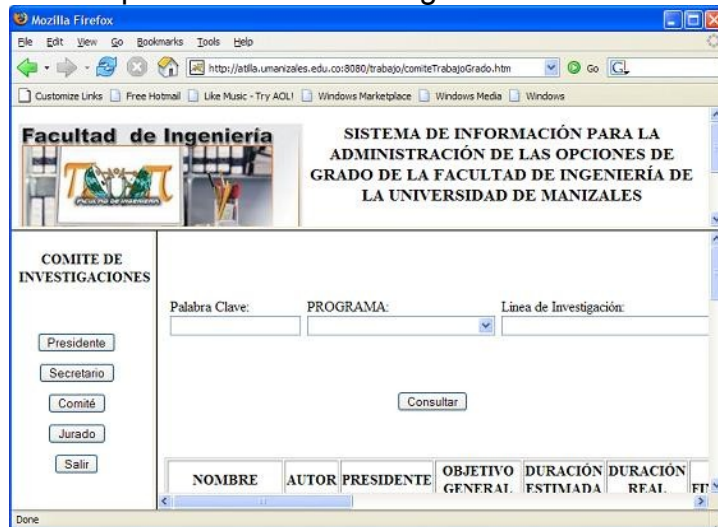 Mozilla Firefox
File Edit View Go Bookmarks Tools Help
http://atlla.umanizales.edu.co:8080/trabajo/comiteTrabajoGrado.htm Go G
Customize Links Free Hotmail Like Music - Try AOL! Windows Marketplace Windows Media Windows
Facultad de Ingeniería
FACULTAD DE INGENIERIA
SISTEMA DE INFORMACIÓN PARA LA
ADMINISTRACIÓN DE LAS OPCIONES DE
GRADO DE LA FACULTAD DE INGENIERÍA DE
LA UNIVERSIDAD DE MANIZALES
COMITE DE
INVESTIGACIONES
Presidente
Secretario
Comité
Jurado
Salir
Palabra Clave: PROGRAMA: Linea de Investigación:
Consultar
NOMBRE AUTOR PRESIDENTE OBJETIVO GENERAL DURACIÓN ESTIMADA DURACIÓN REAL
Done